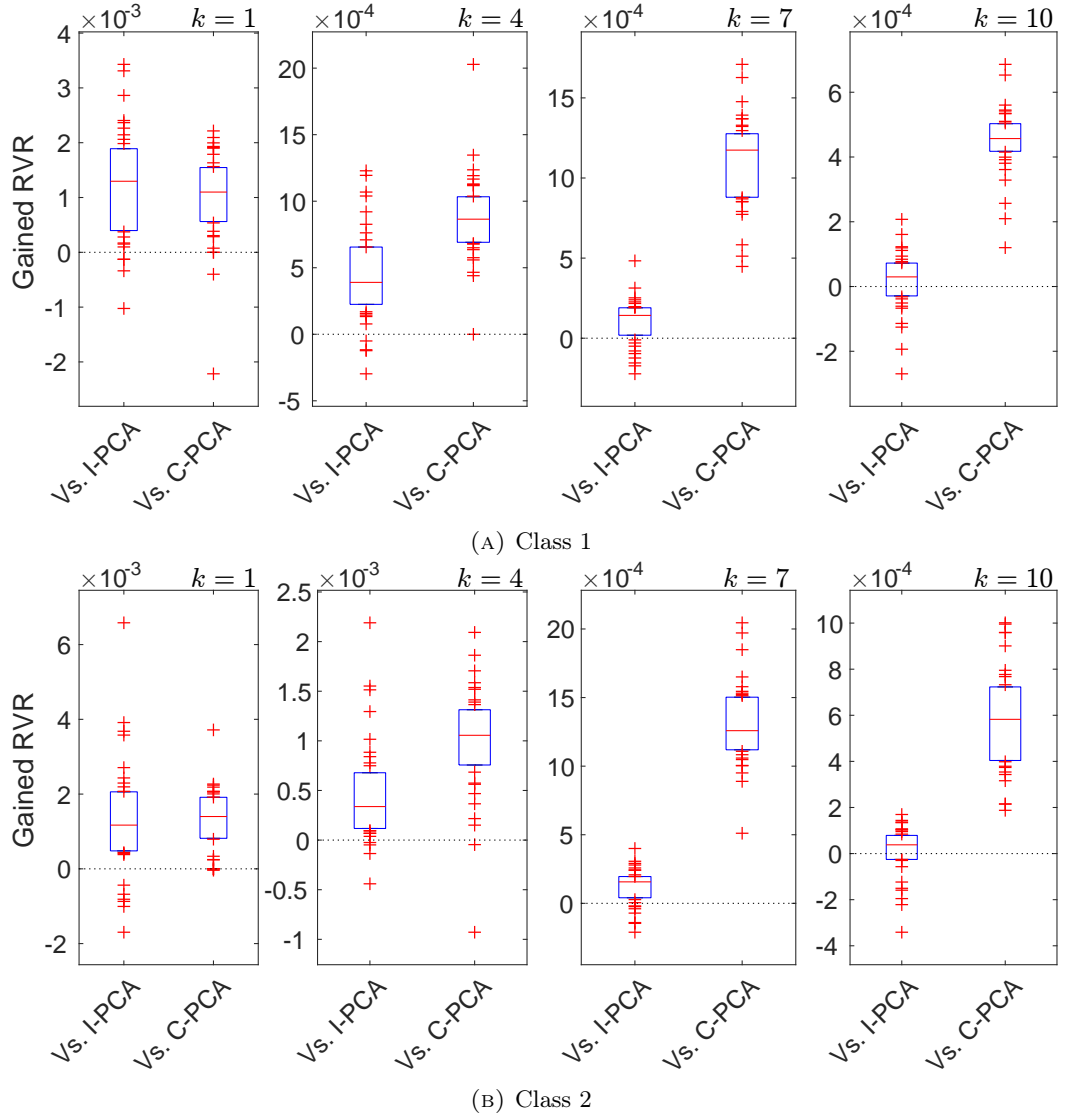 ×10⁻³ k = 1
×10⁻⁴ k = 4
×10⁻⁴ k = 7
×10⁻⁴ k = 10
Gained RVR
4
3
2
1
0
-1
-2
20
15
10
5
0
-5
15
10
5
0
6
4
2
0
-2
Vs. I-PCA
Vs. C-PCA
Vs. I-PCA
Vs. C-PCA
Vs. I-PCA
Vs. C-PCA
Vs. I-PCA
Vs. C-PCA
(A) Class 1
×10⁻³ k = 1
×10⁻³ k = 4
×10⁻⁴ k = 7
×10⁻⁴ k = 10
Gained RVR
6
4
2
0
-2
2.5
2
1.5
1
0.5
0
-0.5
-1
20
15
10
5
0
10
8
6
4
2
0
-2
-4
Vs. I-PCA
Vs. C-PCA
Vs. I-PCA
Vs. C-PCA
Vs. I-PCA
Vs. C-PCA
Vs. I-PCA
Vs. C-PCA
(B) Class 2